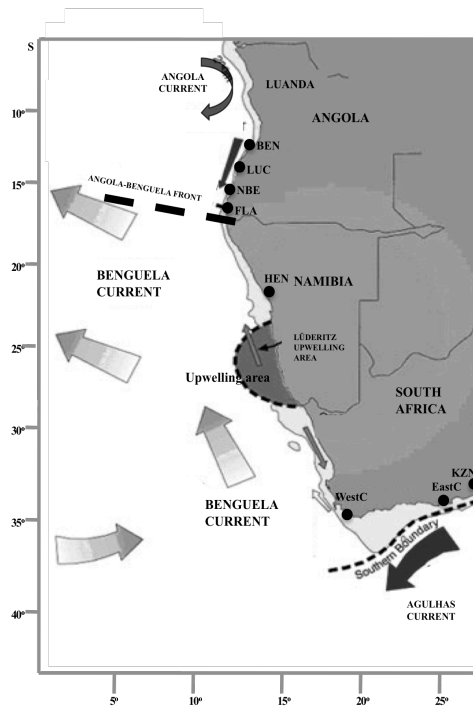 S
10º
15º
20º
25º
30º
35º
40º
5º
10º
15º
20º
25º
ANGOLA
CURRENT
LUANDA
ANGOLA
BEN
LUC
NBE
FLA
ANGOLA-BENGUELA FRONT
BENGUELA
CURRENT
HEN
NAMIBIA
LÜDERITZ
UPWELLING
AREA
Upwelling area
SOUTH
AFRICA
BENGUELA
CURRENT
WestC
EastC
KZN
Southern Boundary
AGULHAS
CURRENT